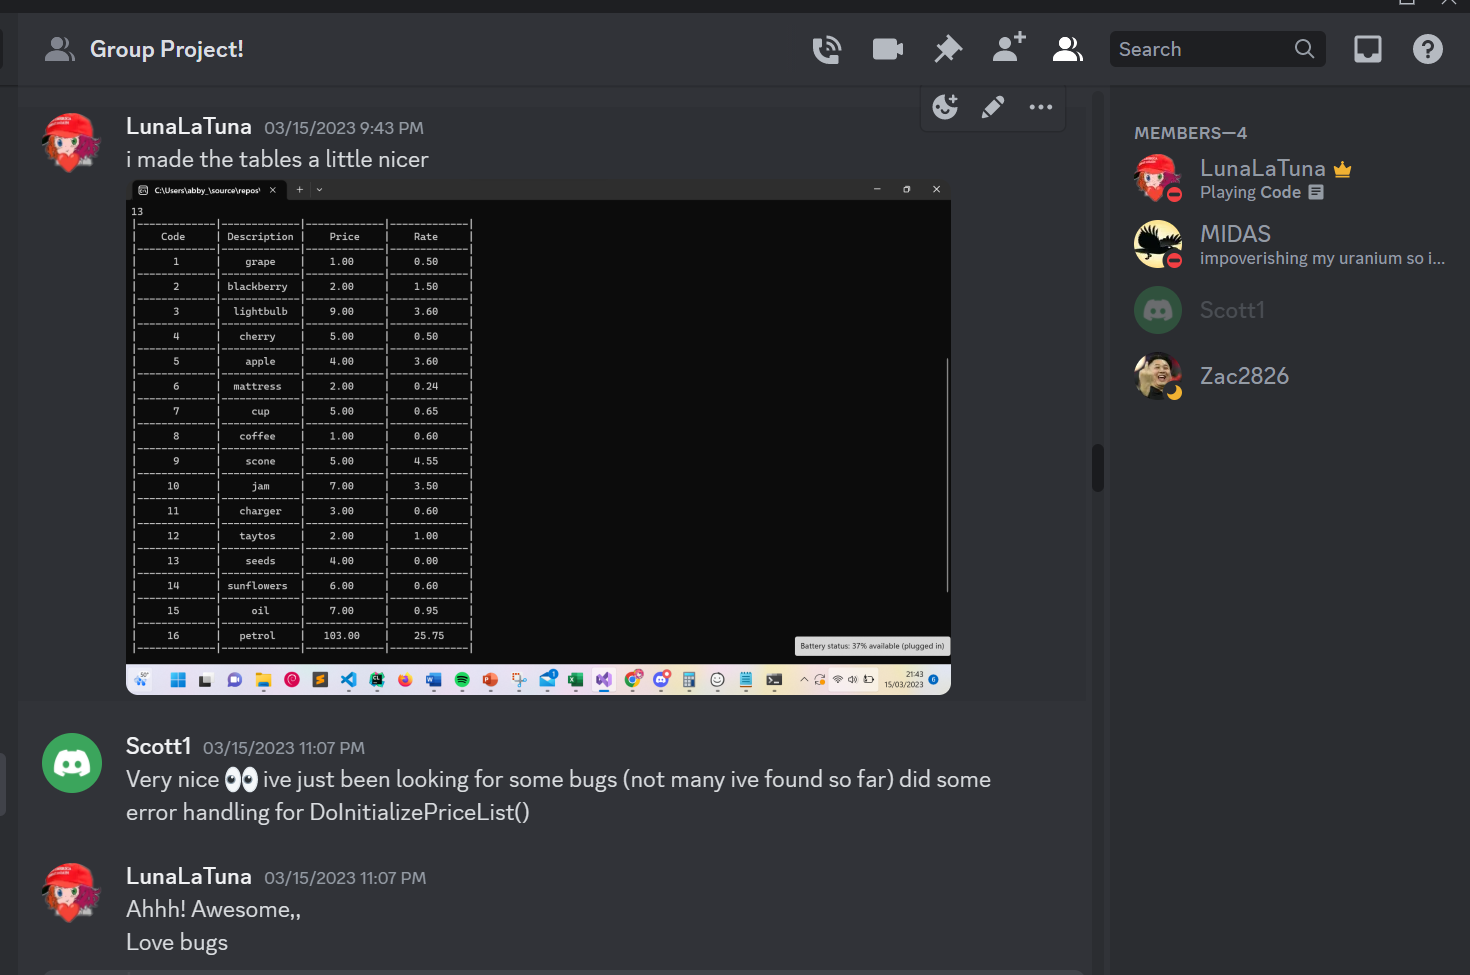 Group Project!
Search
LunaLaTuna 03/15/2023 9:43 PM
i made the tables a little nicer
C:\Users\abby_\source\repos\
13
Code Description Price Rate
1 grape 1.00 0.50
2 blackberry 2.00 1.50
3 lightbulb 9.00 3.60
4 cherry 5.00 0.50
5 apple 4.00 3.60
6 mattress 2.00 0.24
7 cup 5.00 0.65
8 coffee 1.00 0.60
9 scone 5.00 4.55
10 jam 7.00 3.50
11 charger 3.00 0.60
12 taytos 2.00 1.00
13 seeds 4.00 0.00
14 sunflowers 6.00 0.60
15 oil 7.00 0.95
16 petrol 103.00 25.75
Battery status: 37% available (plugged in)
50°
21:43
15/03/2023
Scott1 03/15/2023 11:07 PM
Very nice 👀 ive just been looking for some bugs (not many ive found so far) did some
error handling for DoInitializePriceList()
LunaLaTuna 03/15/2023 11:07 PM
Ahhh! Awesome,,
Love bugs
MEMBERS—4
LunaLaTuna
Playing Code
MIDAS
impoverishing my uranium so i...
Scott1
Zac2826